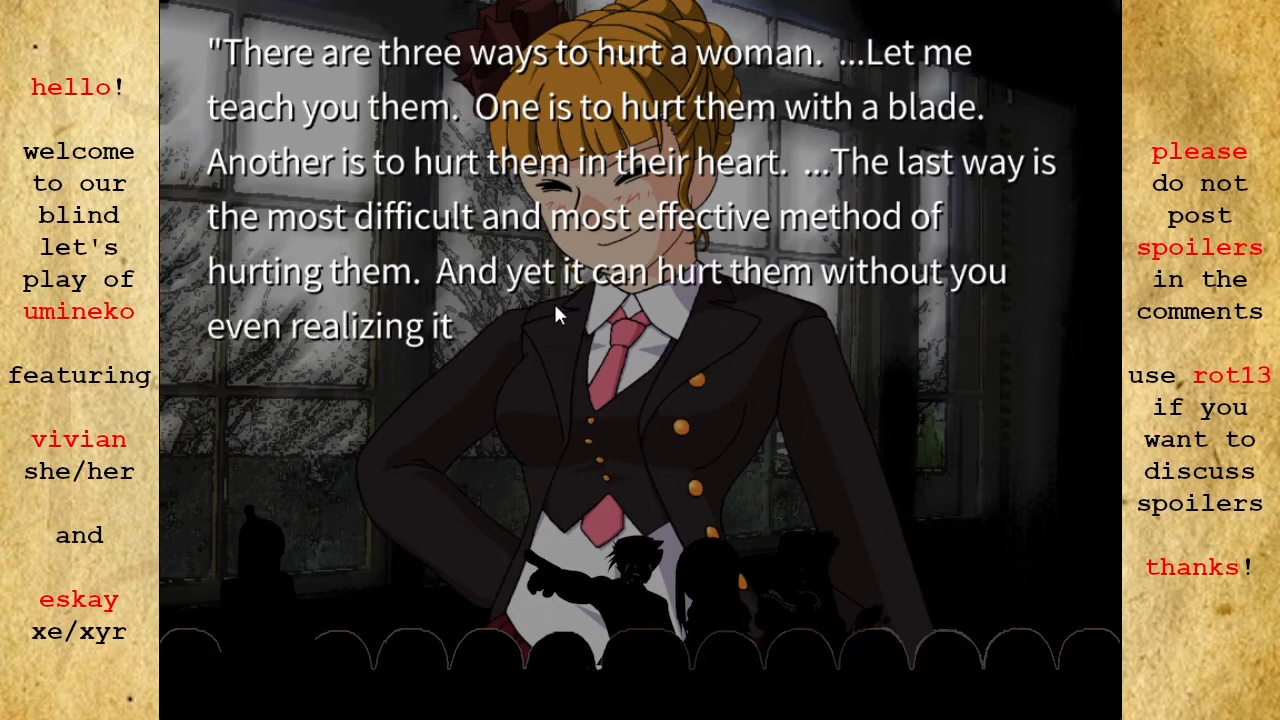 hello!
welcome
to our
blind
let's
play of
umineko
featuring
vivian
she/her
and
eskay
xe/xyr
"There are three ways to hurt a woman.  ...Let me
teach you them.  One is to hurt them with a blade.
Another is to hurt them in their heart.  ...The last way is
the most difficult and most effective method of
hurting them.  And yet it can hurt them without you
even realizing it
please
do not
post
spoilers
in the
comments
use rot13
if you
want to
discuss
spoilers
thanks!